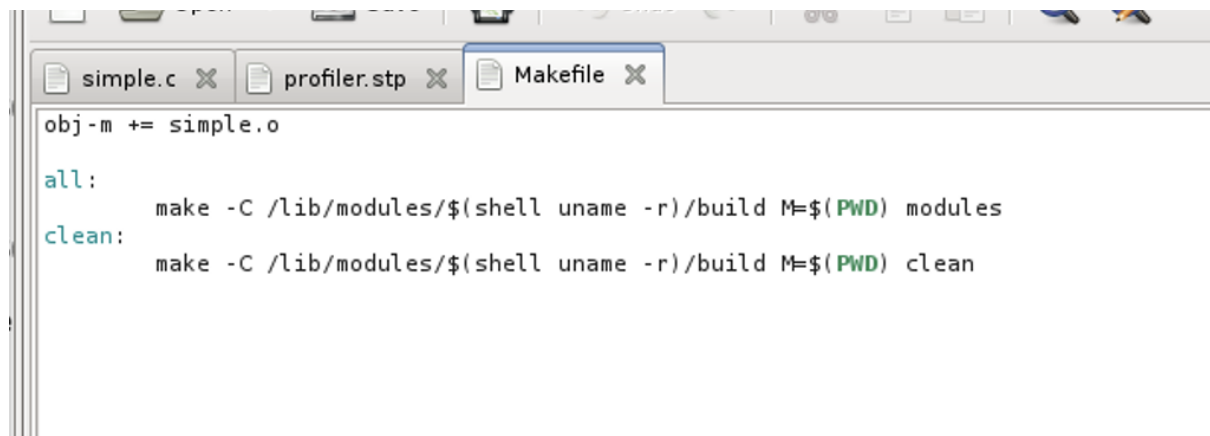 simple.c
profiler.stp
Makefile
obj-m += simple.o
all:
	make -C /lib/modules/$(shell uname -r)/build M=$(PWD) modules
clean:
	make -C /lib/modules/$(shell uname -r)/build M=$(PWD) clean